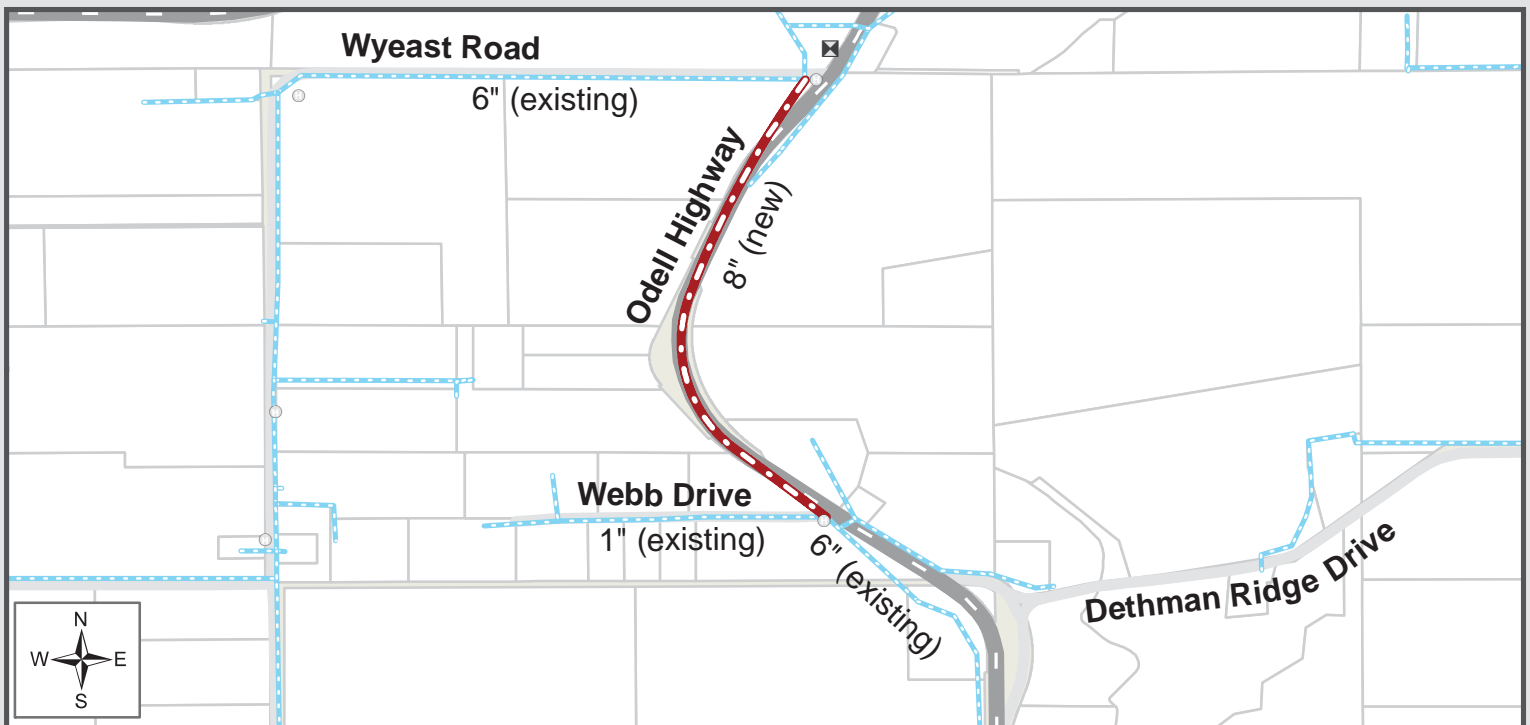 Wyeast Road
6" (existing)
Odell Highway
8" (new)
Webb Drive
1" (existing)
6" (existing)
Dethman Ridge Drive
N
W E
S